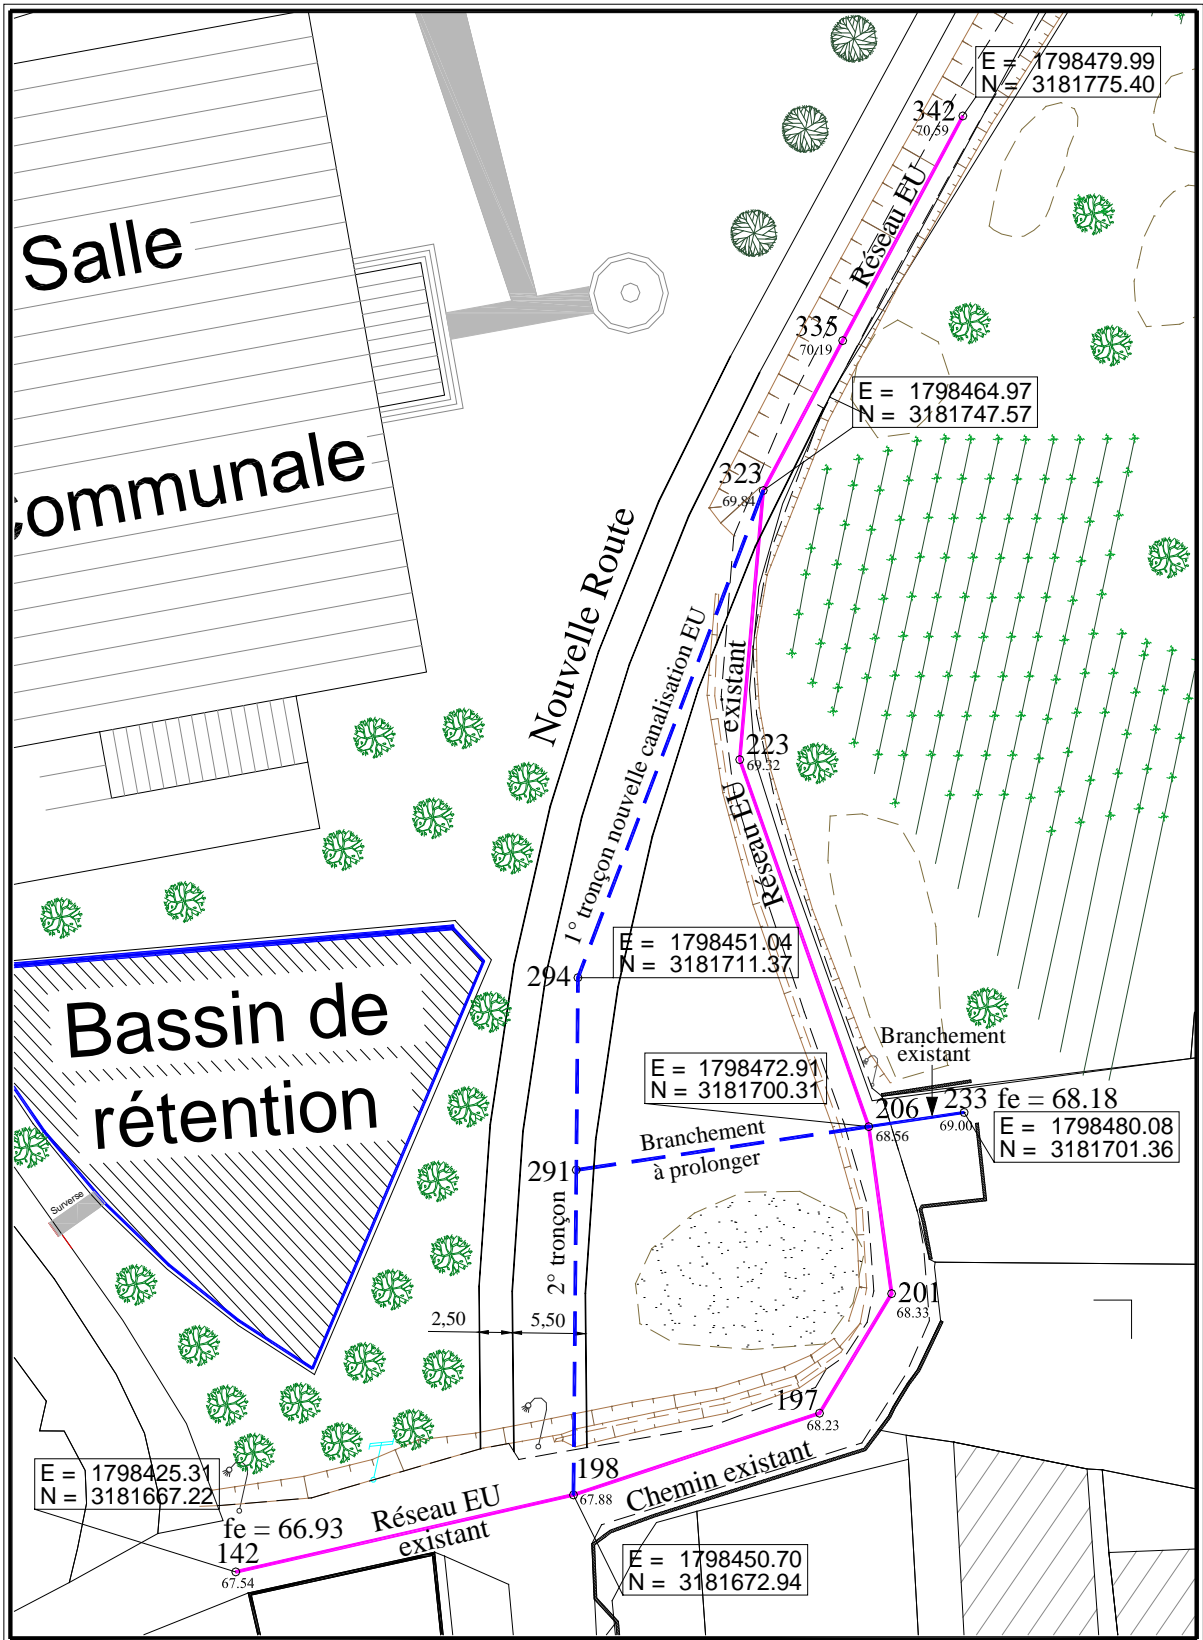 E = 1798479.99
N = 3181775.40
342
70.59
Réseau EU
Salle
335
70.19
E = 1798464.97
N = 3181747.57
ommunale
323
69.84
Nouvelle Route
1° tronçon nouvelle canalisation EU
existant
223
69.32
Réseau EU
E = 1798451.04
N = 3181711.37
294
Bassin de
rétention
Branchement
existant
E = 1798472.91
N = 3181700.31
206
68.56
233 fe = 68.18
69.00
E = 1798480.08
N = 3181701.36
Branchement
à prolonger
291
Surverse
2° tronçon
201
68.33
2,50
5,50
197
68.23
E = 1798425.31
N = 3181667.22
198
67.88
Chemin existant
Réseau EU
existant
fe = 66.93
142
67.54
E = 1798450.70
N = 3181672.94